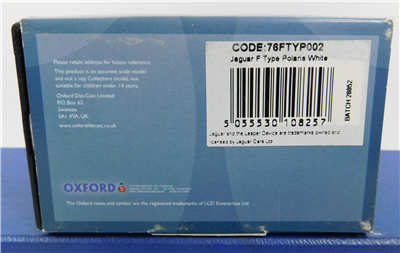 Please retain address for future reference.
This product is an accurate scale model
and not a toy. Collectors model, not
suitable for children under 14 years.
Oxford Die-Cast Limited
P.O Box 62,
Swansea
SA1 4YA. UK
www.oxforddiecast.co.uk
CODE:76FTYP002
Jaguar F Type Polaris White
5 055530 108257
BATCH 28852
Jaguar and the Leaper Device are trademarks owned and
licensed by Jaguar Cars Ltd
OXFORD
The Oxford name and symbol are the registered trademarks of LCD Enterprises Ltd